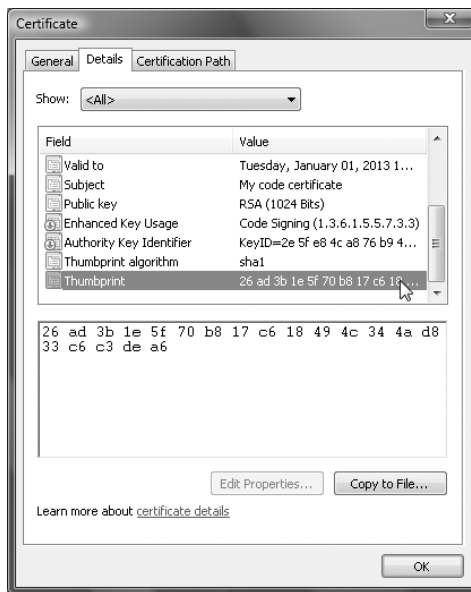 Certificate
General Details Certification Path
Show: <All>
Field Value
Valid to Tuesday, January 01, 2013 1...
Subject My code certificate
Public key RSA (1024 Bits)
Enhanced Key Usage Code Signing (1.3.6.1.5.5.7.3.3)
Authority Key Identifier KeyID=2e 5f e8 4c a8 76 b9 4...
Thumbprint algorithm sha1
Thumbprint 26 ad 3b 1e 5f 70 b8 17 c6 18 ...
26 ad 3b 1e 5f 70 b8 17 c6 18 49 4c 34 4a d8
33 c6 c3 de a6
Edit Properties... Copy to File...
Learn more about certificate details
OK